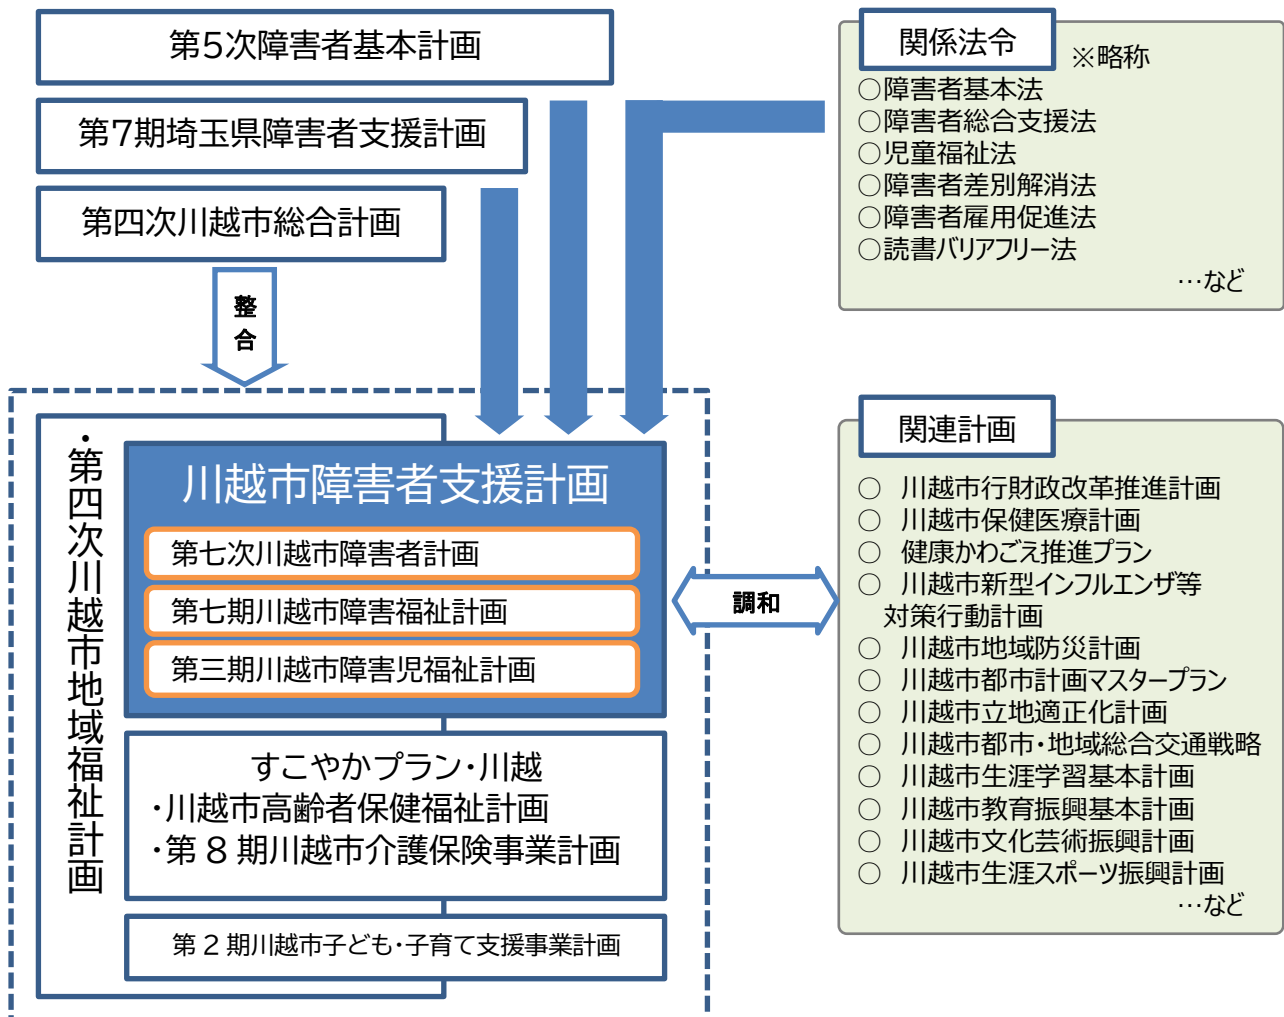 第5次障害者基本計画
第7期埼玉県障害者支援計画
第四次川越市総合計画
整
合
関係法令
※略称
○障害者基本法
○障害者総合支援法
○児童福祉法
○障害者差別解消法
○障害者雇用促進法
○読書バリアフリー法
…など
・第四次川越市地域福祉計画
川越市障害者支援計画
第七次川越市障害者計画
第七期川越市障害福祉計画
第三期川越市障害児福祉計画
すこやかプラン・川越
・川越市高齢者保健福祉計画
・第8期川越市介護保険事業計画
第2期川越市子ども・子育て支援事業計画
調和
関連計画
○ 川越市行財政改革推進計画
○ 川越市保健医療計画
○ 健康かわごえ推進プラン
○ 川越市新型インフルエンザ等
対策行動計画
○ 川越市地域防災計画
○ 川越市都市計画マスタープラン
○ 川越市立地適正化計画
○ 川越市都市・地域総合交通戦略
○ 川越市生涯学習基本計画
○ 川越市教育振興基本計画
○ 川越市文化芸術振興計画
○ 川越市生涯スポーツ振興計画
…など